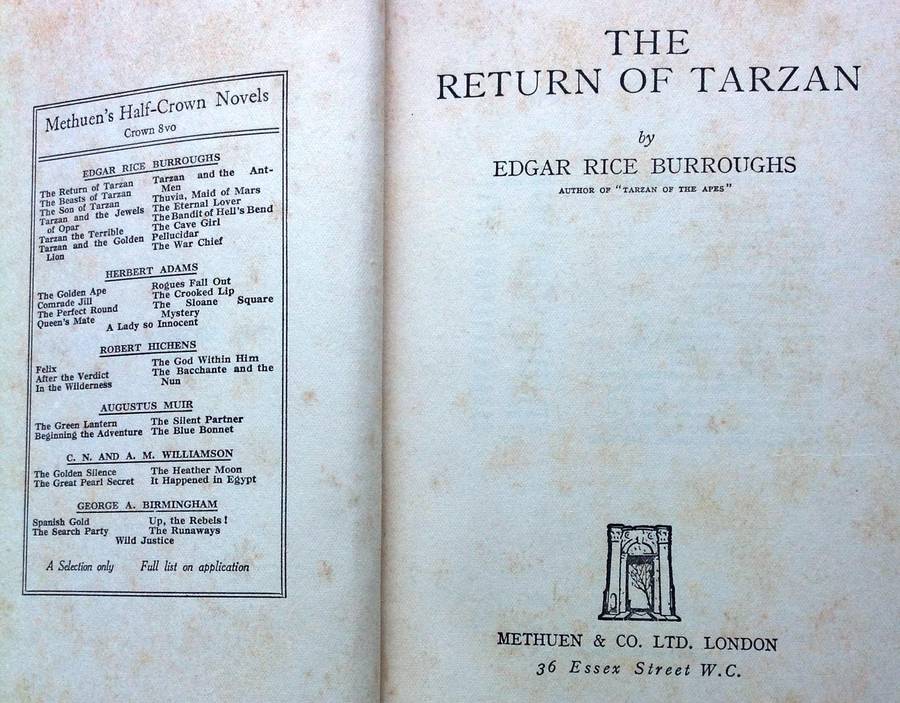 Methuen's Half-Crown Novels
Crown 8vo
EDGAR RICE BURROUGHS
The Return of Tarzan
The Beasts of Tarzan
The Son of Tarzan
Tarzan and the Jewels
of Opar
Tarzan the Terrible
Tarzan and the Golden
Lion
Tarzan and the Ant-
Men
Thuvia, Maid of Mars
The Eternal Lover
The Bandit of Hell's Bend
The Cave Girl
Pellucidar
The War Chief
HERBERT ADAMS
The Golden Ape
Comrade Jill
The Perfect Round
Queen's Mate
Rogues Fall Out
The Crooked Lip
The Sloane Square
Mystery
A Lady so Innocent
ROBERT HICHENS
Felix
After the Verdict
In the Wilderness
The God Within Him
The Bacchante and the
Nun
AUGUSTUS MUIR
The Green Lantern
Beginning the Adventure
The Silent Partner
The Blue Bonnet
C. N. AND A. M. WILLIAMSON
The Golden Silence
The Great Pearl Secret
The Heather Moon
It Happened in Egypt
GEORGE A. BIRMINGHAM
Spanish Gold
The Search Party
Up, the Rebels!
The Runaways
Wild Justice
A Selection only Full list on application
THE
RETURN OF TARZAN
by
EDGAR RICE BURROUGHS
AUTHOR OF "TARZAN OF THE APES"
METHUEN & CO. LTD. LONDON
36 Essex Street W.C.